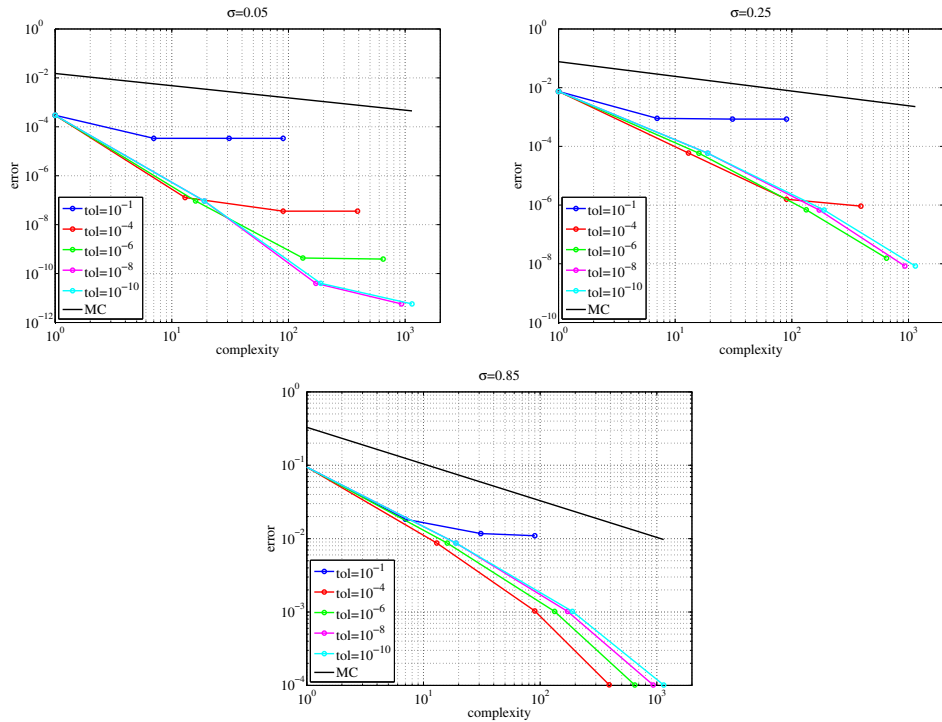 σ=0.05
error
10^0
10^−2
10^−4
10^−6
10^−8
10^−10
10^−12
tol=10^−1
tol=10^−4
tol=10^−6
tol=10^−8
tol=10^−10
MC
10^0 10^1 10^2 10^3
complexity
σ=0.25
error
10^0
10^−2
10^−4
10^−6
10^−8
10^−10
tol=10^−1
tol=10^−4
tol=10^−6
tol=10^−8
tol=10^−10
MC
10^0 10^1 10^2 10^3
complexity
σ=0.85
error
10^0
10^−1
10^−2
10^−3
10^−4
tol=10^−1
tol=10^−4
tol=10^−6
tol=10^−8
tol=10^−10
MC
10^0 10^1 10^2 10^3
complexity